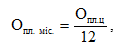 Опл. міс. = Опл.ц / 12 ,